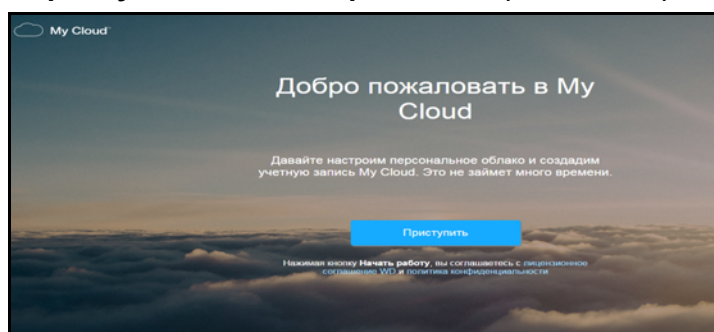 My Cloud
Добро пожаловать в My
Cloud
Давайте настроим персональное облако и создадим
учетную запись My Cloud. Это не займет много времени.
Приступить
Нажимая кнопку Начать работу, вы соглашаетесь с лицензионное
соглашение WD и политика конфиденциальности